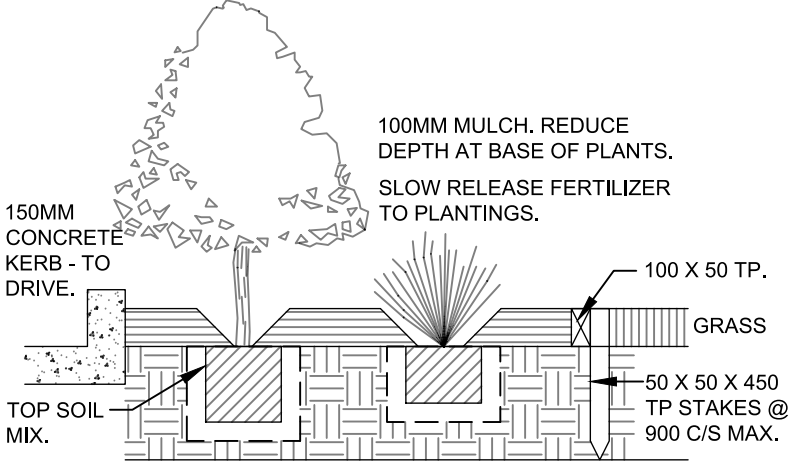 100MM MULCH. REDUCE
DEPTH AT BASE OF PLANTS.
SLOW RELEASE FERTILIZER
TO PLANTINGS.
150MM
CONCRETE
KERB - TO
DRIVE.
100 X 50 TP.
GRASS
TOP SOIL
MIX.
50 X 50 X 450
TP STAKES @
900 C/S MAX.